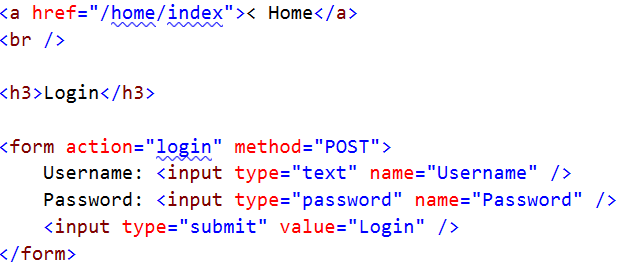 <a href="/home/index">< Home</a>
<br />
<h3>Login</h3>
<form action="login" method="POST">
Username: <input type="text" name="Username" />
Password: <input type="password" name="Password" />
<input type="submit" value="Login" />
</form>